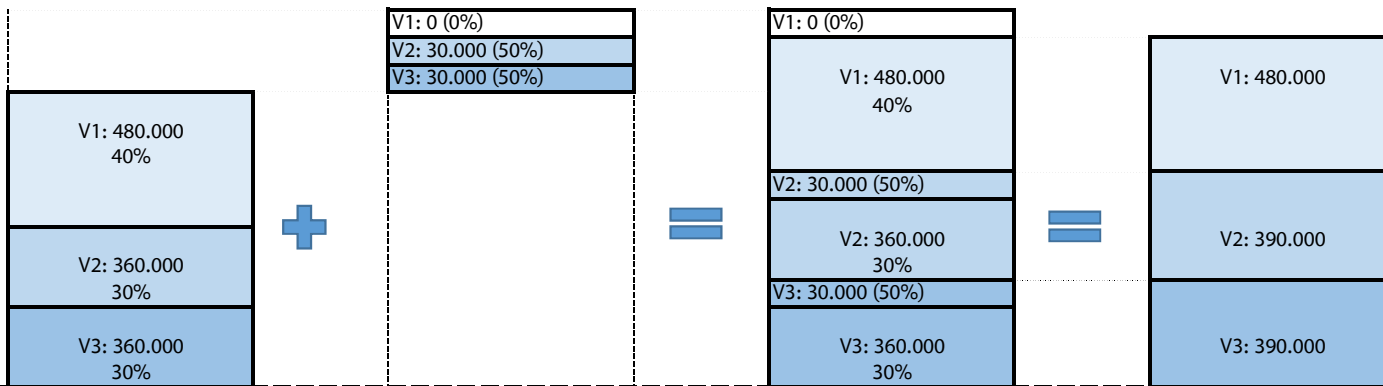 V1: 480.000
40%
V2: 360.000
30%
V3: 360.000
30%
V1: 0 (0%)
V2: 30.000 (50%)
V3: 30.000 (50%)
V1: 0 (0%)
V1: 480.000
40%
V2: 30.000 (50%)
V2: 360.000
30%
V3: 30.000 (50%)
V3: 360.000
30%
V1: 480.000
V2: 390.000
V3: 390.000